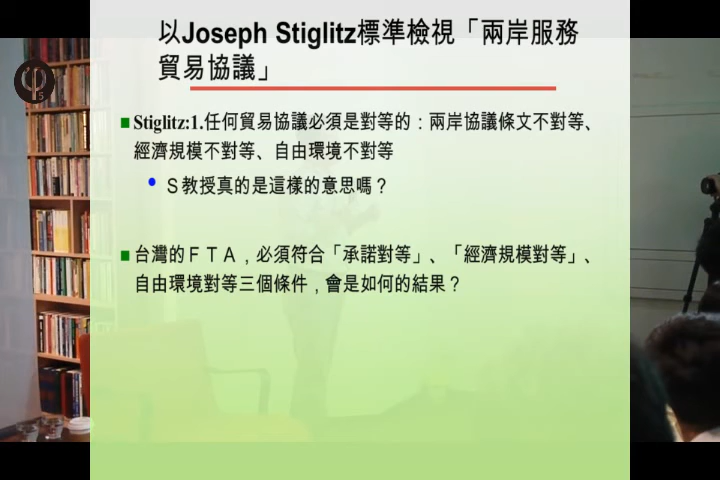 以Joseph Stiglitz標準檢視「兩岸服務
貿易協議」
Stiglitz:1.任何貿易協議必須是對等的：兩岸協議條文不對等、
經濟規模不對等、自由環境不對等
Ｓ教授真的是這樣的意思嗎？
台灣的ＦＴＡ，必須符合「承諾對等」、「經濟規模對等」、
自由環境對等三個條件，會是如何的結果？